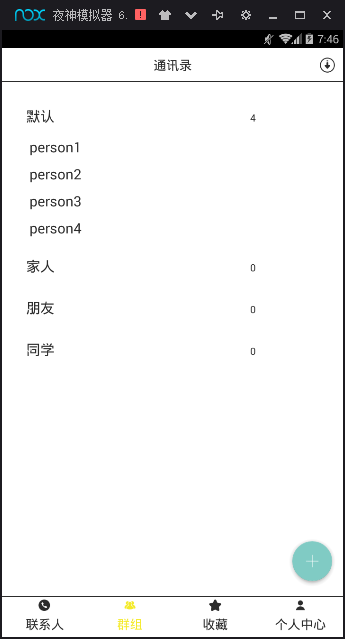 nox 夜神模拟器 6.
7:46
通讯录
默认 4
person1
person2
person3
person4
家人 0
朋友 0
同学 0
联系人 群组 收藏 个人中心